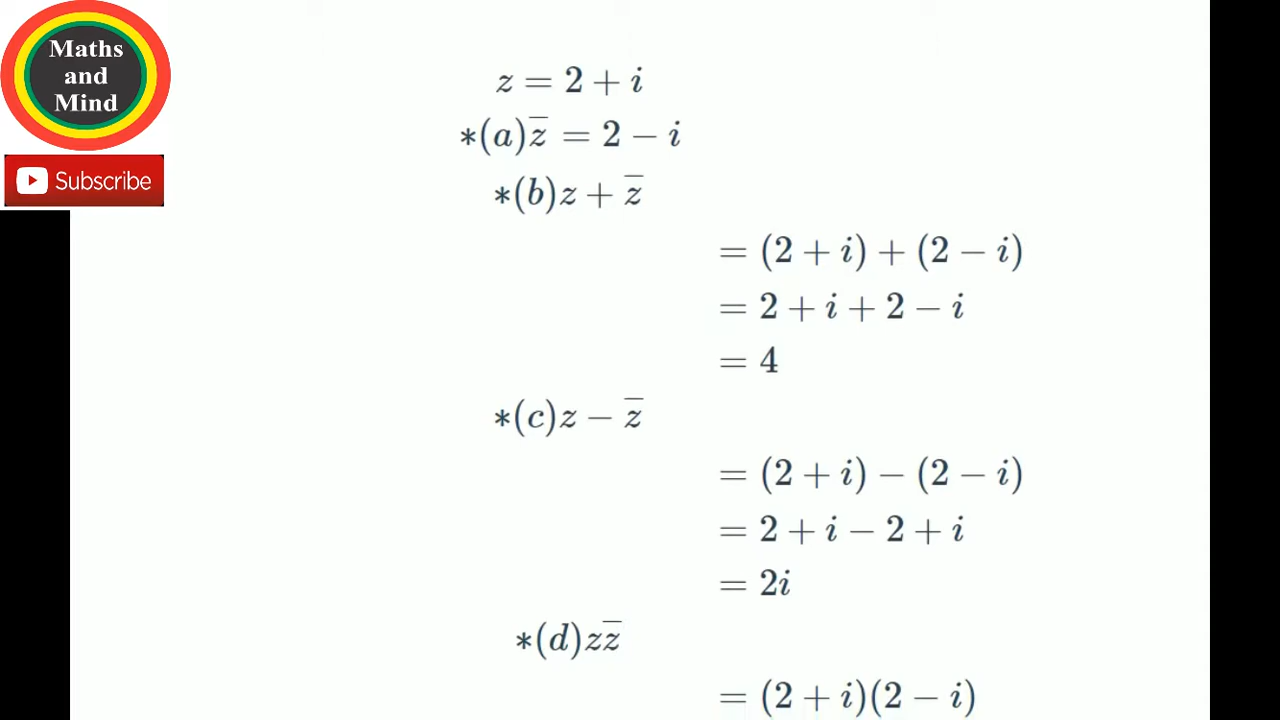 Maths
and
Mind
Subscribe
z = 2 + i
*(a)z̅ = 2 − i
*(b)z + z̅
= (2 + i) + (2 − i)
= 2 + i + 2 − i
= 4
*(c)z − z̅
= (2 + i) − (2 − i)
= 2 + i − 2 + i
= 2i
*(d)zz̅
= (2 + i)(2 − i)